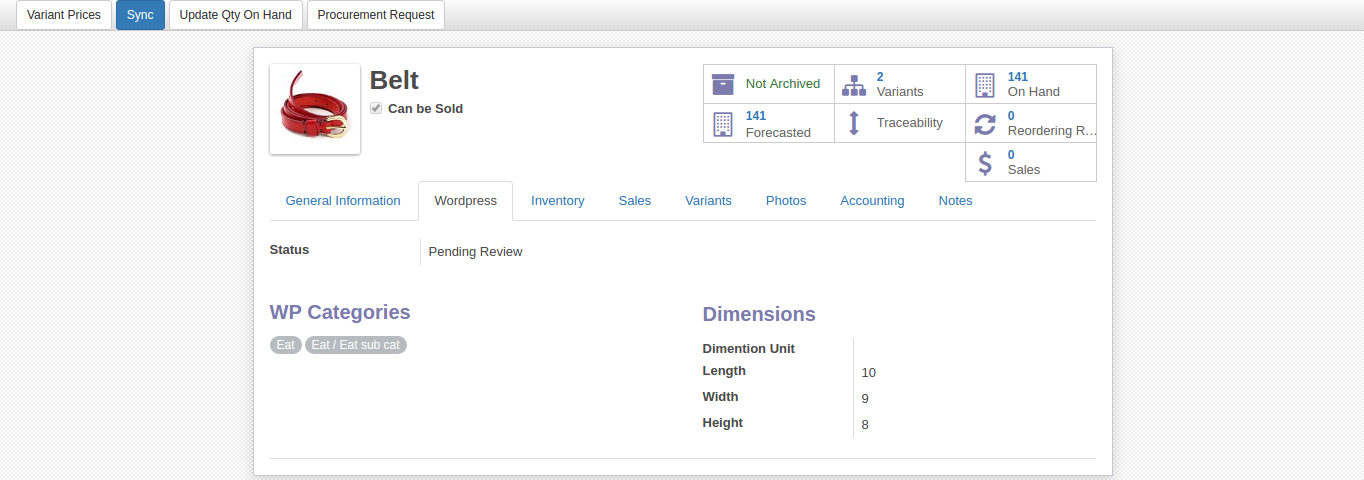 Variant Prices
Sync
Update Qty On Hand
Procurement Request
Belt
Can be Sold
Not Archived
2
Variants
141
On Hand
141
Forecasted
Traceability
0
Reordering R...
0
Sales
General Information
Wordpress
Inventory
Sales
Variants
Photos
Accounting
Notes
Status
Pending Review
WP Categories
Eat
Eat / Eat sub cat
Dimensions
Dimention Unit
Length 10
Width 9
Height 8